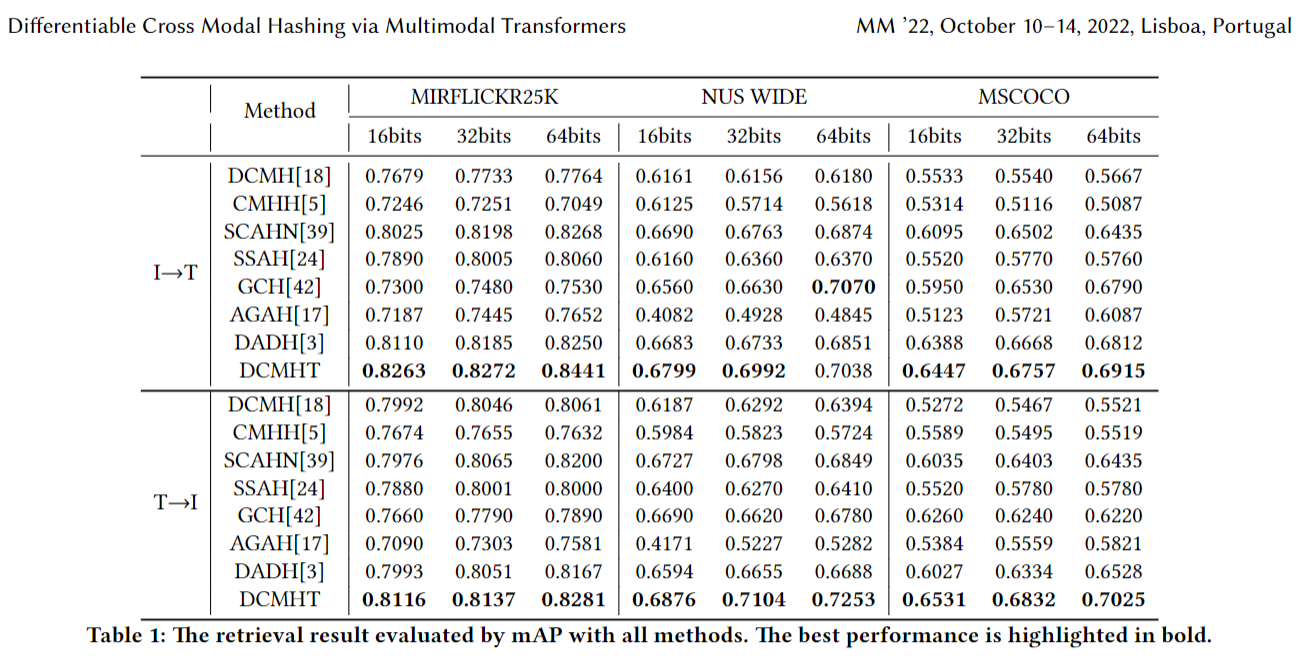 Differentiable Cross Modal Hashing via Multimodal Transformers MM ’22, October 10–14, 2022, Lisboa, Portugal
Method MIRFLICKR25K NUS WIDE MSCOCO
16bits 32bits 64bits 16bits 32bits 64bits 16bits 32bits 64bits
I→T
DCMH[18] 0.7679 0.7733 0.7764 0.6161 0.6156 0.6180 0.5533 0.5540 0.5667
CMHH[5] 0.7246 0.7251 0.7049 0.6125 0.5714 0.5618 0.5314 0.5116 0.5087
SCAHN[39] 0.8025 0.8198 0.8268 0.6690 0.6763 0.6874 0.6095 0.6502 0.6435
SSAH[24] 0.7890 0.8005 0.8060 0.6160 0.6360 0.6370 0.5520 0.5770 0.5760
GCH[42] 0.7300 0.7480 0.7530 0.6560 0.6630 0.7070 0.5950 0.6530 0.6790
AGAH[17] 0.7187 0.7445 0.7652 0.4082 0.4928 0.4845 0.5123 0.5721 0.6087
DADH[3] 0.8110 0.8185 0.8250 0.6683 0.6733 0.6851 0.6388 0.6668 0.6812
DCMHT 0.8263 0.8272 0.8441 0.6799 0.6992 0.7038 0.6447 0.6757 0.6915
T→I
DCMH[18] 0.7992 0.8046 0.8061 0.6187 0.6292 0.6394 0.5272 0.5467 0.5521
CMHH[5] 0.7674 0.7655 0.7632 0.5984 0.5823 0.5724 0.5589 0.5495 0.5519
SCAHN[39] 0.7976 0.8065 0.8200 0.6727 0.6798 0.6849 0.6035 0.6403 0.6435
SSAH[24] 0.7880 0.8001 0.8000 0.6400 0.6270 0.6410 0.5520 0.5780 0.5780
GCH[42] 0.7660 0.7790 0.7890 0.6690 0.6620 0.6780 0.6260 0.6240 0.6220
AGAH[17] 0.7090 0.7303 0.7581 0.4171 0.5227 0.5282 0.5384 0.5559 0.5821
DADH[3] 0.7993 0.8051 0.8167 0.6594 0.6655 0.6688 0.6027 0.6334 0.6528
DCMHT 0.8116 0.8137 0.8281 0.6876 0.7104 0.7253 0.6531 0.6832 0.7025
Table 1: The retrieval result evaluated by mAP with all methods. The best performance is highlighted in bold.